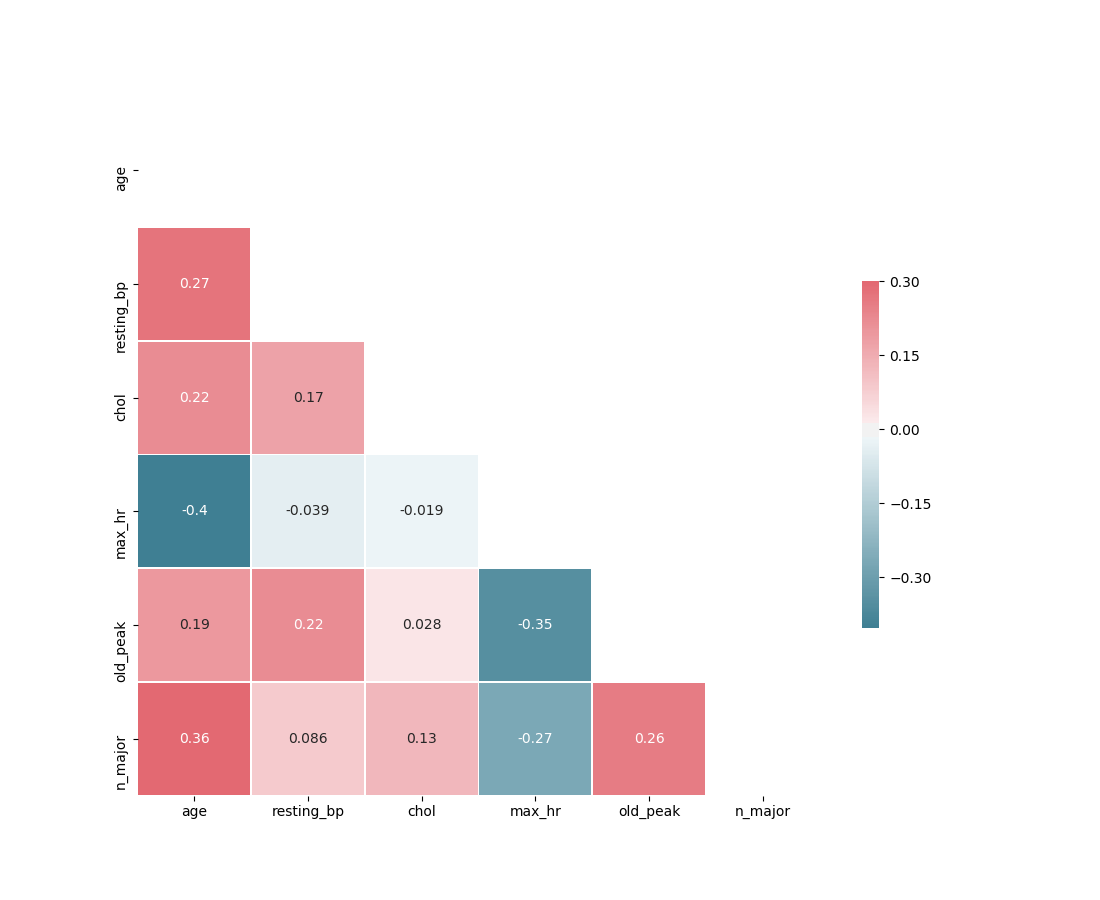 age
resting_bp
0.27
chol
0.22 0.17
max_hr
-0.4 -0.039 -0.019
old_peak
0.19 0.22 0.028 -0.35
n_major
0.36 0.086 0.13 -0.27 0.26
age resting_bp chol max_hr old_peak n_major
0.30
0.15
0.00
−0.15
−0.30